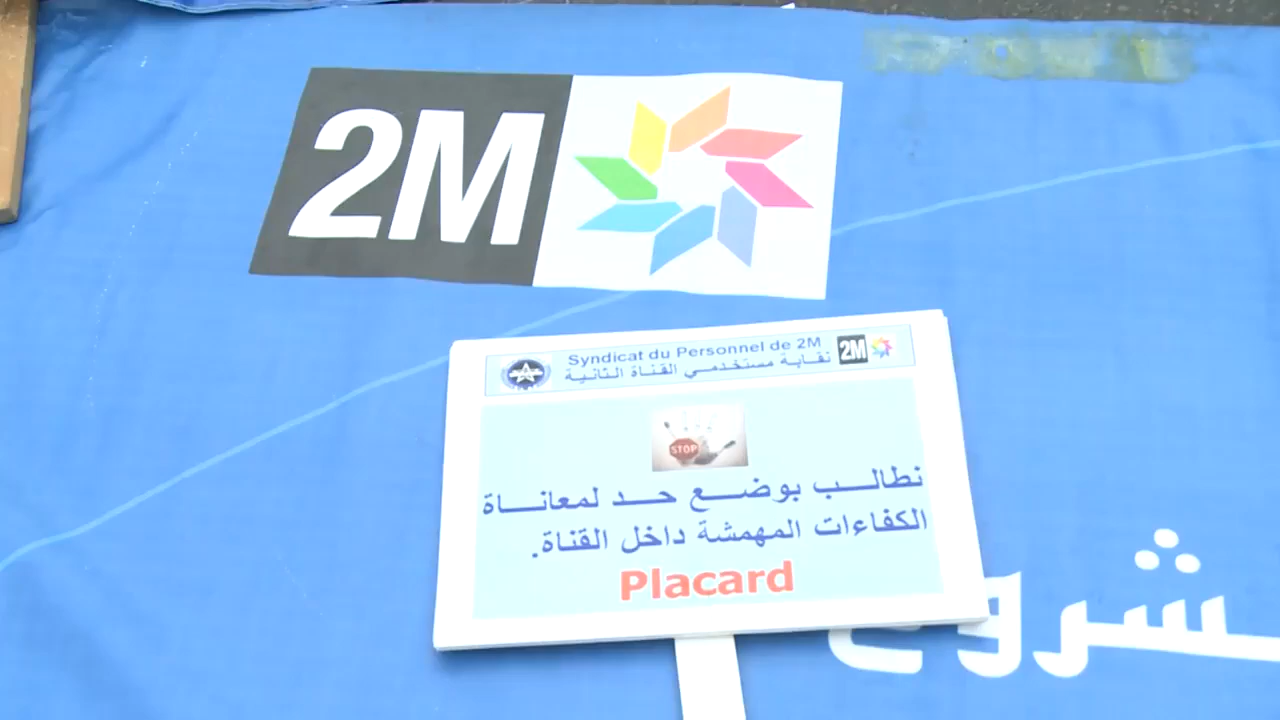 2M
Syndicat du Personnel de 2M
نقابة مستخدمي القناة الثانية
2M
STOP
نطالب بوضع حد لمعاناة
الكفاءات المهمشة داخل القناة.
Placard